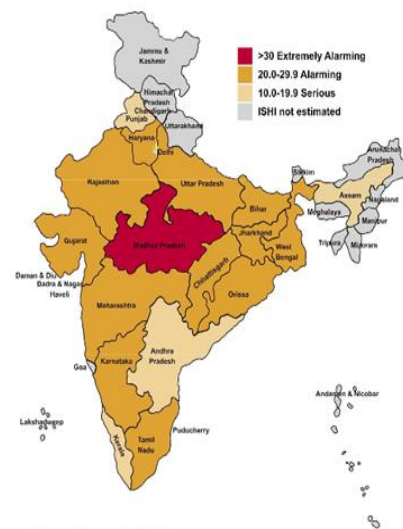 Jammu &
Kashmir
>30 Extremely Alarming
20.0-29.9 Alarming
10.0-19.9 Serious
ISHI not estimated
Himachal
Pradesh
Chandigarh
Punjab
Uttarakhand
Haryana
Delhi
Arunachal
Pradesh
Sikkim
Rajasthan
Uttar Pradesh
Assam
Nagaland
Bihar
Meghalaya
Manipur
Gujarat
Madhya Pradesh
Jharkhand
West
Bengal
Tripura
Mizoram
Chhattisgarh
Daman & Diu
Dadra & Nagar
Haveli
Orissa
Maharashtra
Andhra
Pradesh
Goa
Karnataka
Andaman & Nicobar
Lakshadweep
Puducherry
Kerala
Tamil
Nadu